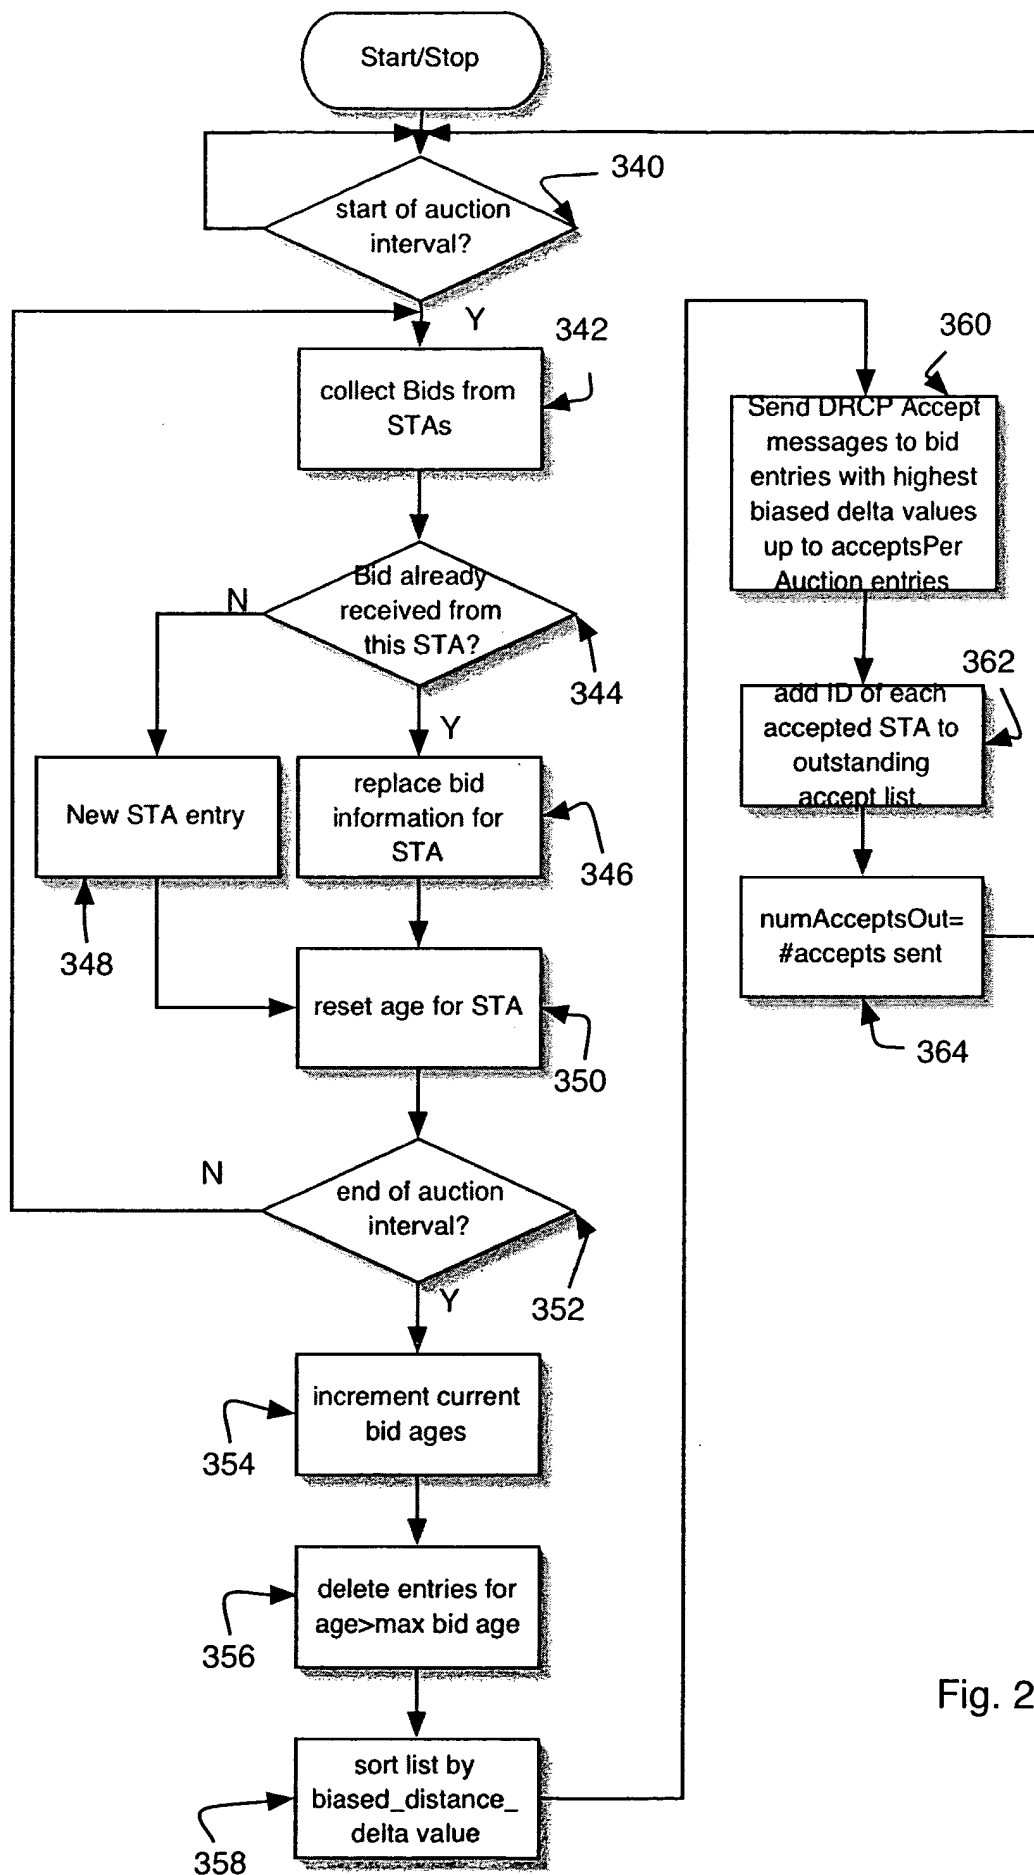 Start/Stop
start of auction
interval?
340
Y
collect Bids from
STAs
342
Bid already
received from
this STA?
N
344
Y
New STA entry
348
replace bid
information for
STA
346
reset age for STA
350
end of auction
interval?
N
352
Y
increment current
bid ages
354
delete entries for
age>max bid age
356
sort list by
biased_distance_
delta value
358
Send DRCP Accept
messages to bid
entries with highest
biased delta values
up to acceptsPer
Auction entries
360
add ID of each
accepted STA to
outstanding
accept list.
362
numAcceptsOut=
#accepts sent
364
Fig. 2